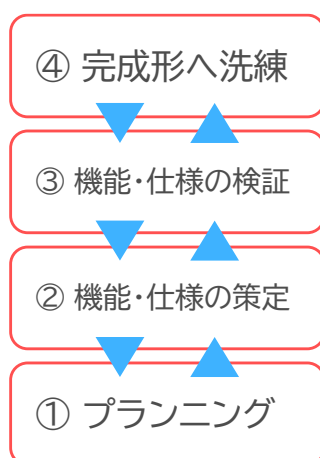 ④ 完成形へ洗練
③ 機能・仕様の検証
② 機能・仕様の策定
① プランニング